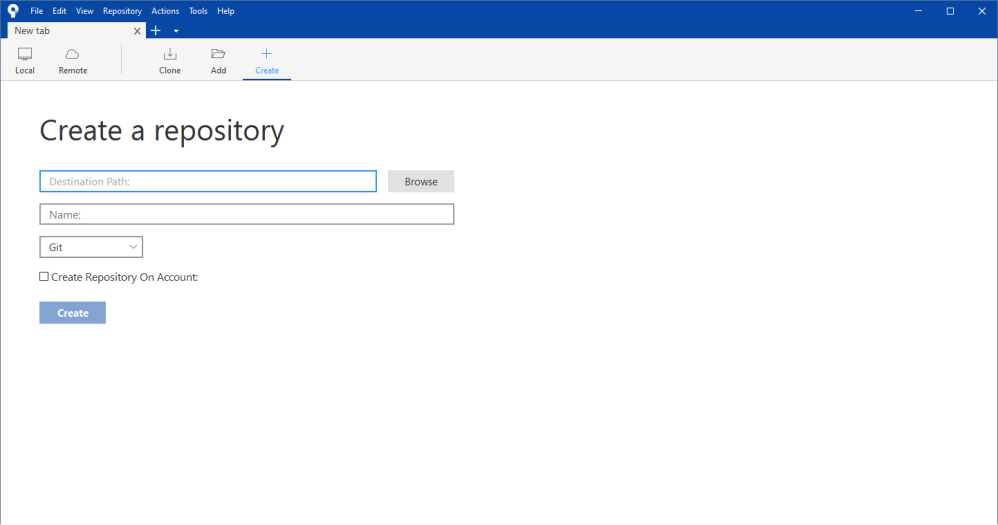 File Edit View Repository Actions Tools Help
New tab
Local Remote Clone Add Create
Create a repository
Destination Path: Browse
Name:
Git
Create Repository On Account:
Create